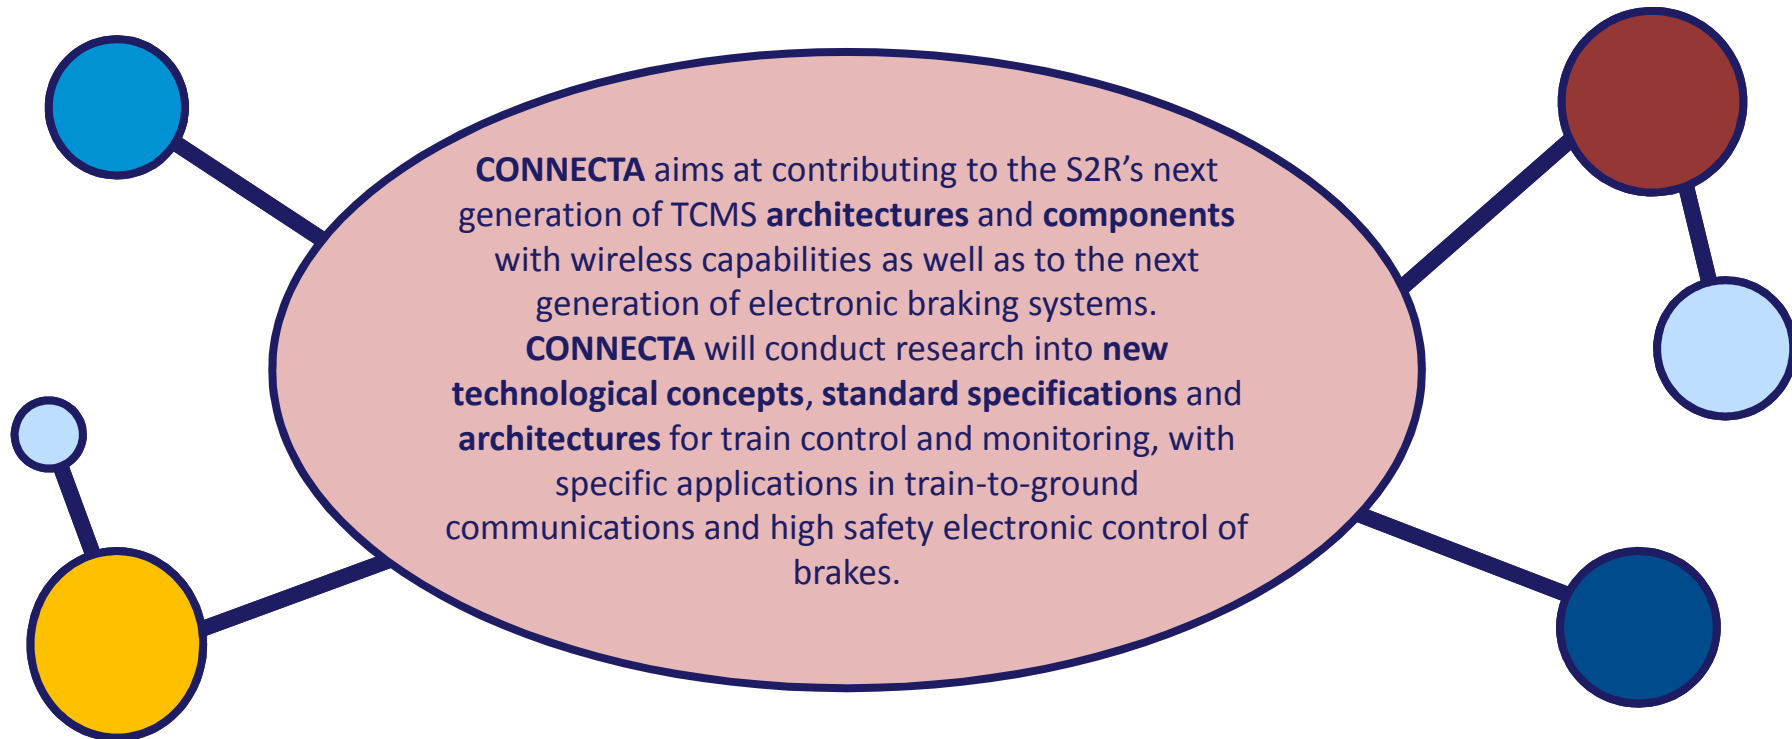 CONNECTA aims at contributing to the S2R’s next
generation of TCMS architectures and components
with wireless capabilities as well as to the next
generation of electronic braking systems.
CONNECTA will conduct research into new
technological concepts, standard specifications and
architectures for train control and monitoring, with
specific applications in train-to-ground
communications and high safety electronic control of
brakes.